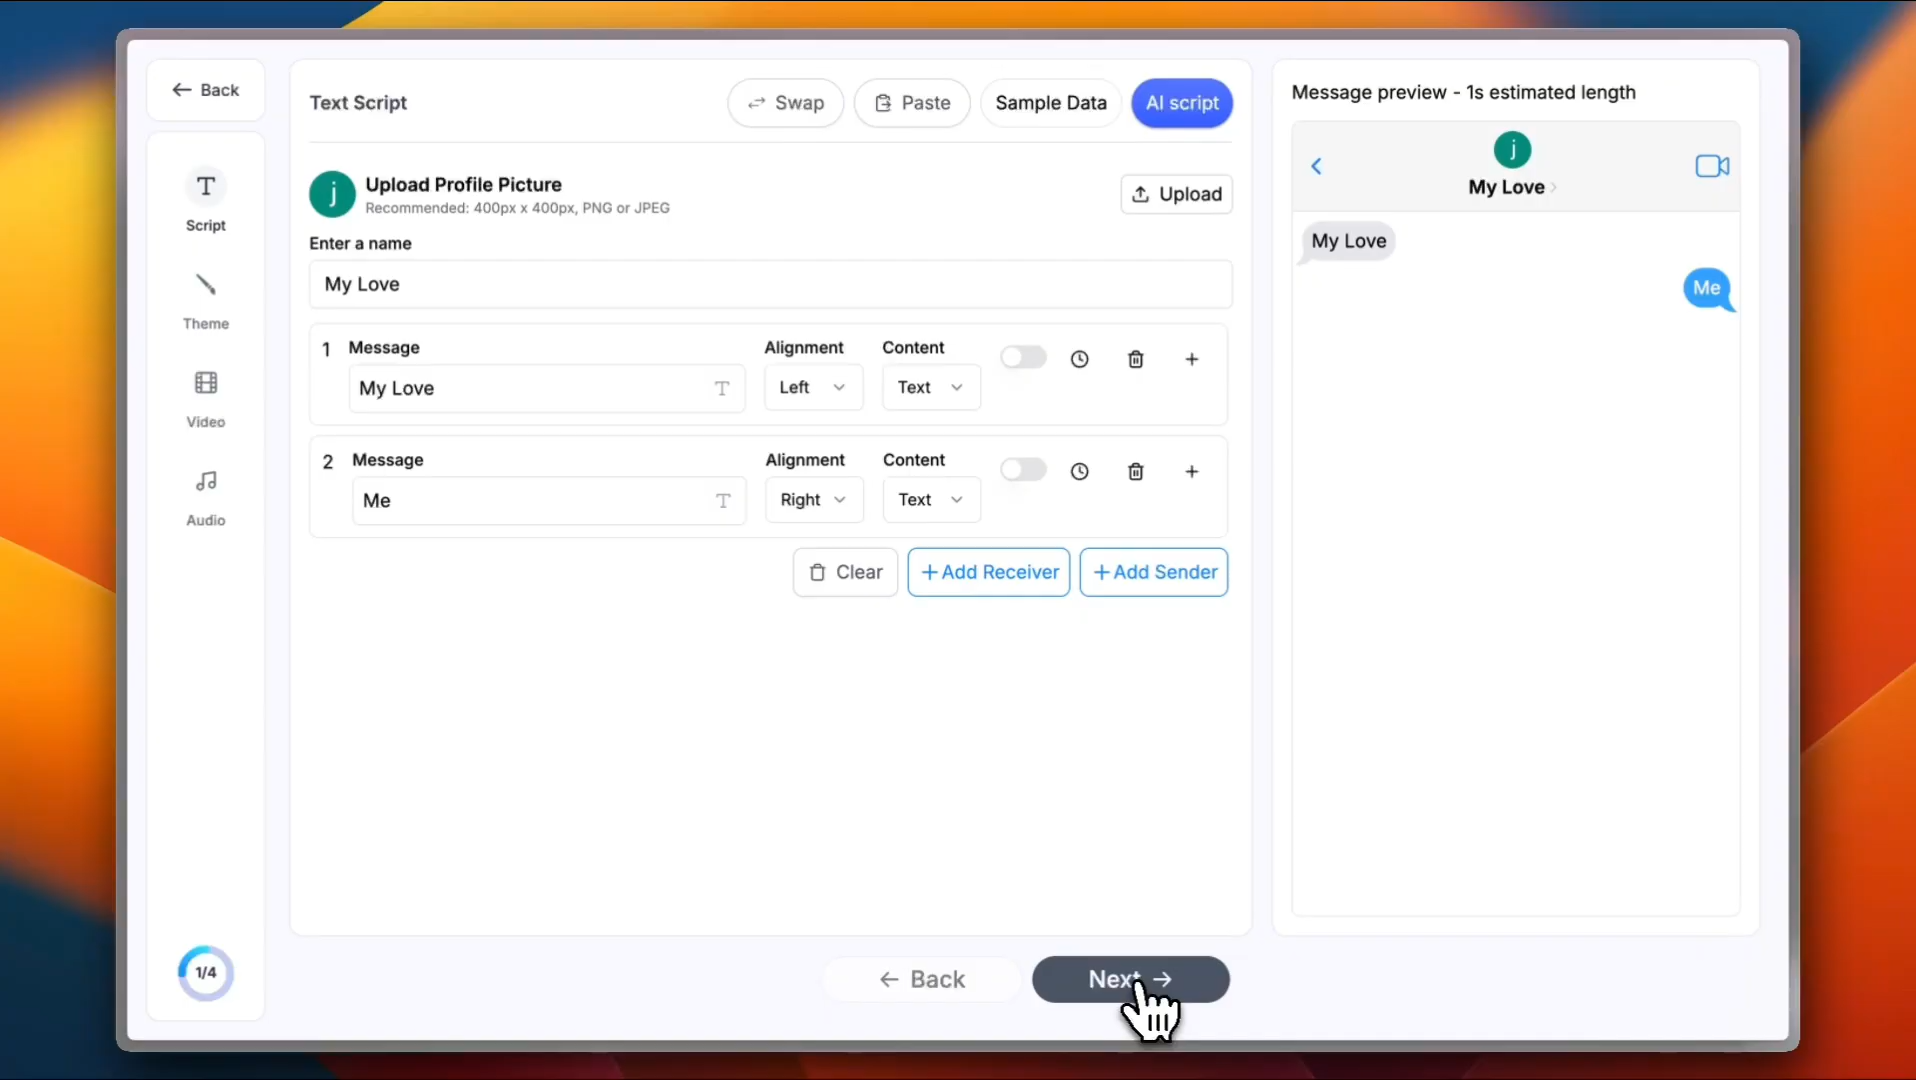 Back
Script
Theme
Video
Audio
1/4
Text Script
Swap
Paste
Sample Data
AI script
j
Upload Profile Picture
Recommended: 400px x 400px, PNG or JPEG
Upload
Enter a name
My Love
1 Message Alignment Content
My Love Left Text
2 Message Alignment Content
Me Right Text
Clear
+Add Receiver
+Add Sender
Back
Next
Message preview - 1s estimated length
j
My Love
My Love
Me